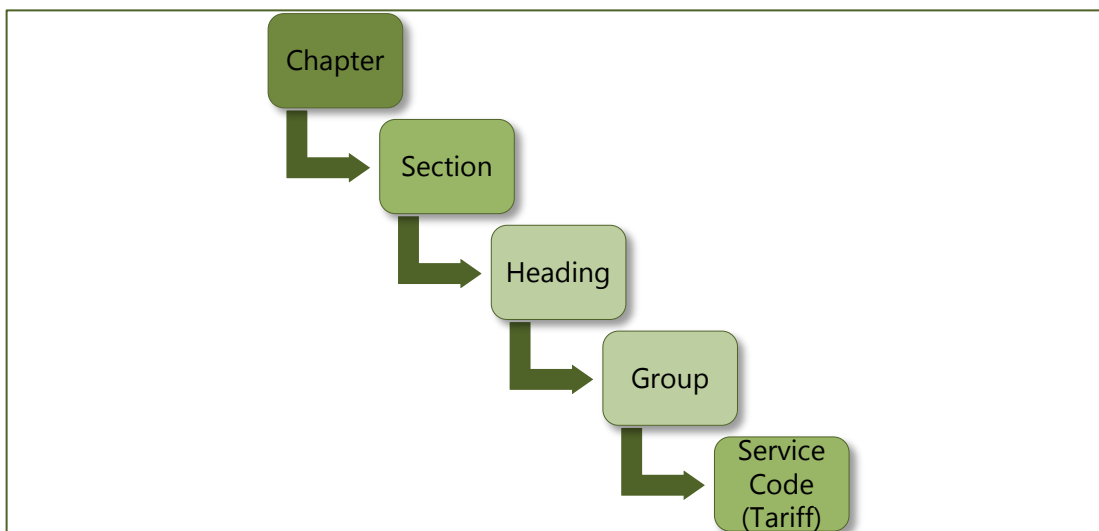 Chapter
Section
Heading
Group
Service
Code
(Tariff)